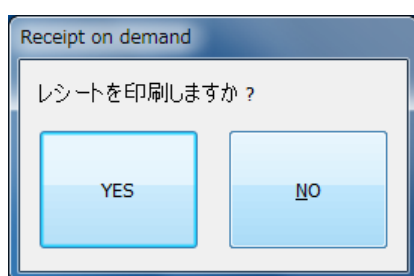 Receipt on demand
レシートを印刷しますか ?
YES
NO